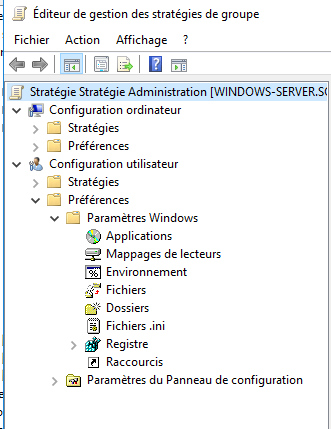 Éditeur de gestion des stratégies de groupe
Fichier Action Affichage ?
Stratégie Stratégie Administration [WINDOWS-SERVER.SO
Configuration ordinateur
Stratégies
Préférences
Configuration utilisateur
Stratégies
Préférences
Paramètres Windows
Applications
Mappages de lecteurs
Environnement
Fichiers
Dossiers
Fichiers .ini
Registre
Raccourcis
Paramètres du Panneau de configuration